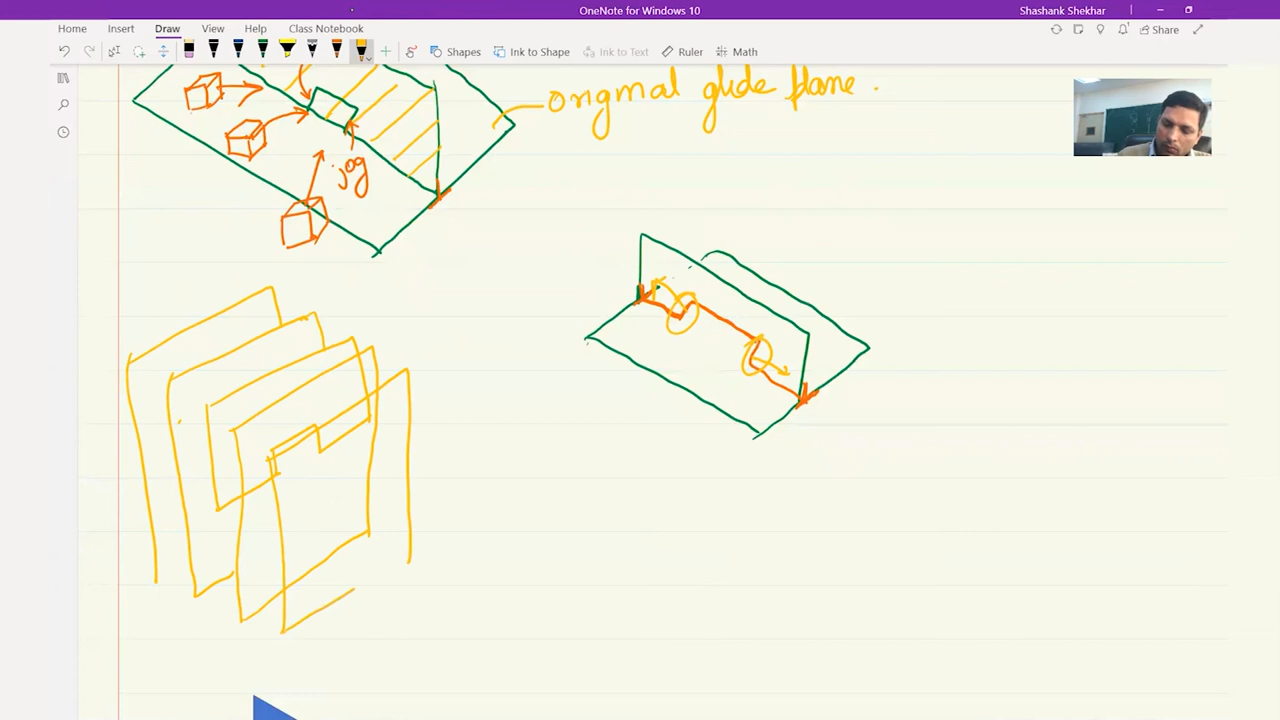 OneNote for Windows 10
Shashank Shekhar
Home Insert Draw View Help Class Notebook
Share
Shapes Ink to Shape Ink to Text Ruler Math
original glide plane.
jog